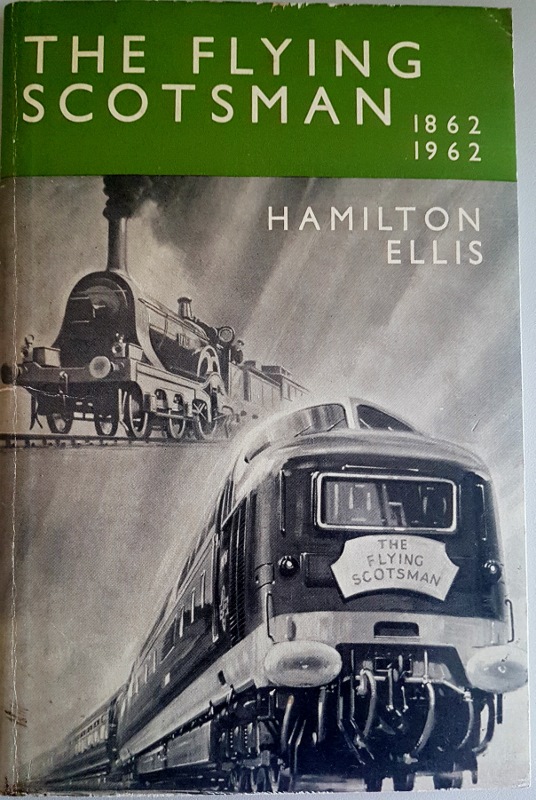 THE FLYING
SCOTSMAN
1862
1962
HAMILTON
ELLIS
THE
FLYING
SCOTSMAN